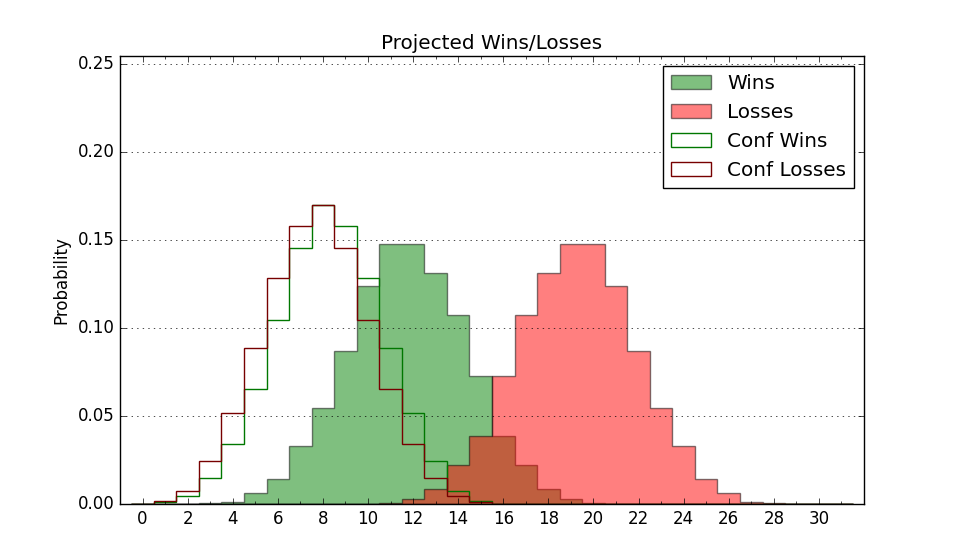 Projected Wins/Losses
0.25
0.20
0.15
0.10
0.05
0.00
Probability
Wins
Losses
Conf Wins
Conf Losses
0 2 4 6 8 10 12 14 16 18 20 22 24 26 28 30